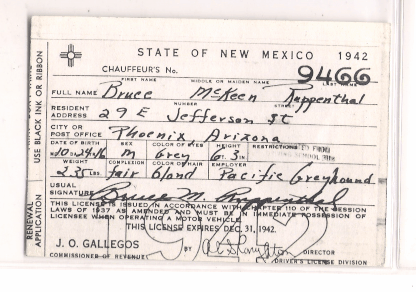 STATE OF NEW MEXICO 1942
CHAUFFEUR'S No. 9466
FIRST NAME MIDDLE OR MAIDEN NAME LAST NAME
FULL NAME Bruce McKeen Ruppenthal
NUMBER STREET
RESIDENT ADDRESS 29 E Jefferson St
CITY OR POST OFFICE Phoenix Arizona
DATE OF BIRTH SEX COLOR OF EYES HEIGHT RESTRICTIONS
10-24-16 M Grey 6.3 IN.
WEIGHT COMPLEXION COLOR OF HAIR EMPLOYER
235 LBS. fair blond Pacific Greyhound
USUAL SIGNATURE Bruce M. Ruppenthal
THIS LICENSE IS ISSUED IN ACCORDANCE WITH CHAPTER 110 OF THE SESSION
LAWS OF 1937 AS AMENDED AND MUST BE IN IMMEDIATE POSSESSION OF
LICENSEE WHEN OPERATING A MOTOR VEHICLE.
THIS LICENSE EXPIRES DEC. 31, 1942.
1942
J. O. GALLEGOS BY DIRECTOR
COMMISSIONER OF REVENUE DRIVER'S LICENSE DIVISION
RENEWAL APPLICATION
USE BLACK INK OR RIBBON